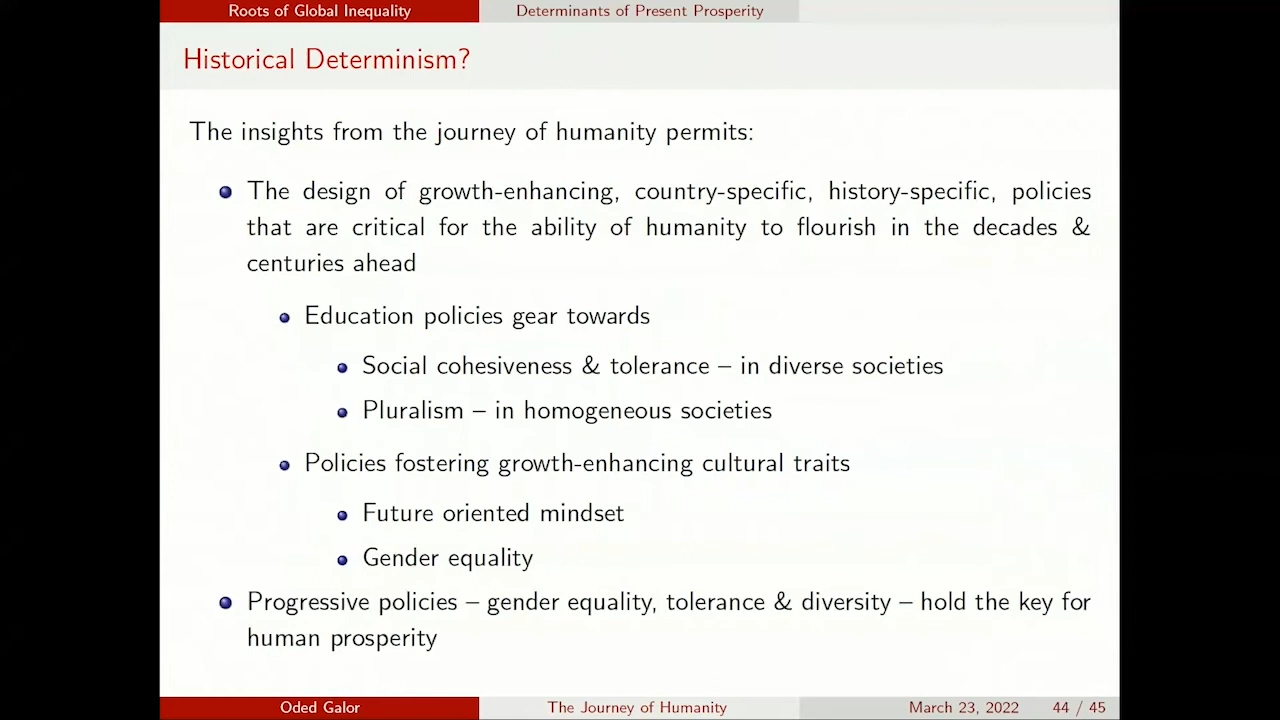 Roots of Global Inequality
Determinants of Present Prosperity
Historical Determinism?
The insights from the journey of humanity permits:
The design of growth-enhancing, country-specific, history-specific, policies
that are critical for the ability of humanity to flourish in the decades &
centuries ahead
Education policies gear towards
Social cohesiveness & tolerance – in diverse societies
Pluralism – in homogeneous societies
Policies fostering growth-enhancing cultural traits
Future oriented mindset
Gender equality
Progressive policies – gender equality, tolerance & diversity – hold the key for
human prosperity
Oded Galor
The Journey of Humanity
March 23, 2022 44 / 45